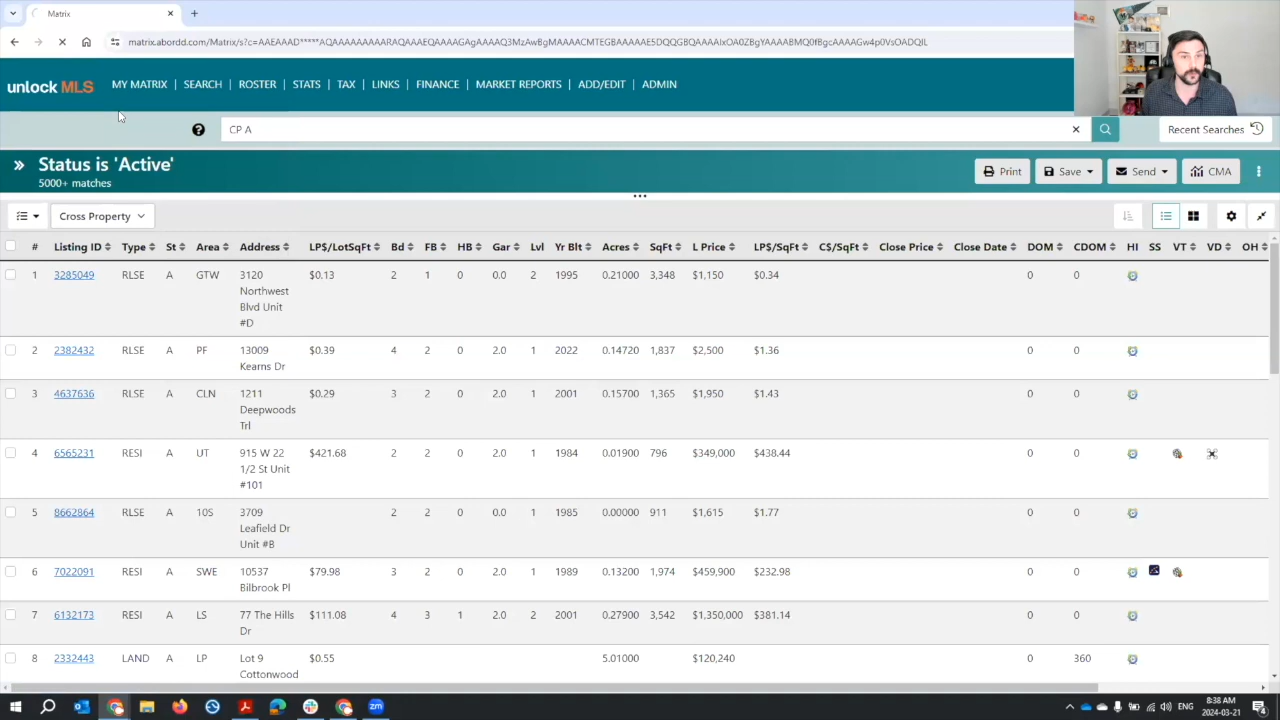 Matrix
matrix.abordd.com/Matrix/s?c=
unlock MLS
MY MATRIX | SEARCH | ROSTER | STATS | TAX | LINKS | FINANCE | MARKET REPORTS | ADD/EDIT | ADMIN
? CP A Recent Searches
Status is 'Active'
5000+ matches
Print Save Send CMA
Cross Property
# Listing ID Type St Area Address LP$/LotSqFt Bd FB HB Gar Lvl Yr Blt Acres SqFt L Price LP$/SqFt C$/SqFt Close Price Close Date DOM CDOM HI SS VT VD OH
1 3285049 RLSE A GTW 3120 $0.13 2 1 0 0.0 2 1995 0.21000 3,348 $1,150 $0.34 0 0
Northwest
Blvd Unit
#D
2 2382432 RLSE A PF 13009 $0.39 4 2 0 2.0 1 2022 0.14720 1,837 $2,500 $1.36 0 0
Kearns Dr
3 4637636 RLSE A CLN 1211 $0.29 3 2 0 2.0 1 2001 0.15700 1,365 $1,950 $1.43 0 0
Deepwoods
Trl
4 6565231 RESI A UT 915 W 22 $421.68 2 2 0 2.0 1 1984 0.01900 796 $349,000 $438.44 0 0
1/2 St Unit
#101
5 8662864 RLSE A 10S 3709 $0.00 2 2 0 0.0 1 1985 0.00000 911 $1,615 $1.77 0 0
Leafield Dr
Unit #B
6 7022091 RESI A SWE 10537 $79.98 3 2 0 2.0 1 1989 0.13200 1,974 $459,900 $232.98 0 0
Bilbrook Pl
7 6132173 RESI A LS 77 The Hills $111.08 4 3 1 2.0 2 2001 0.27900 3,542 $1,350,000 $381.14 0 0
Dr
8 2332443 LAND A LP Lot 9 $0.55 5.01000 $120,240 0 360
Cottonwood
ENG 8:38 AM
2024-03-21